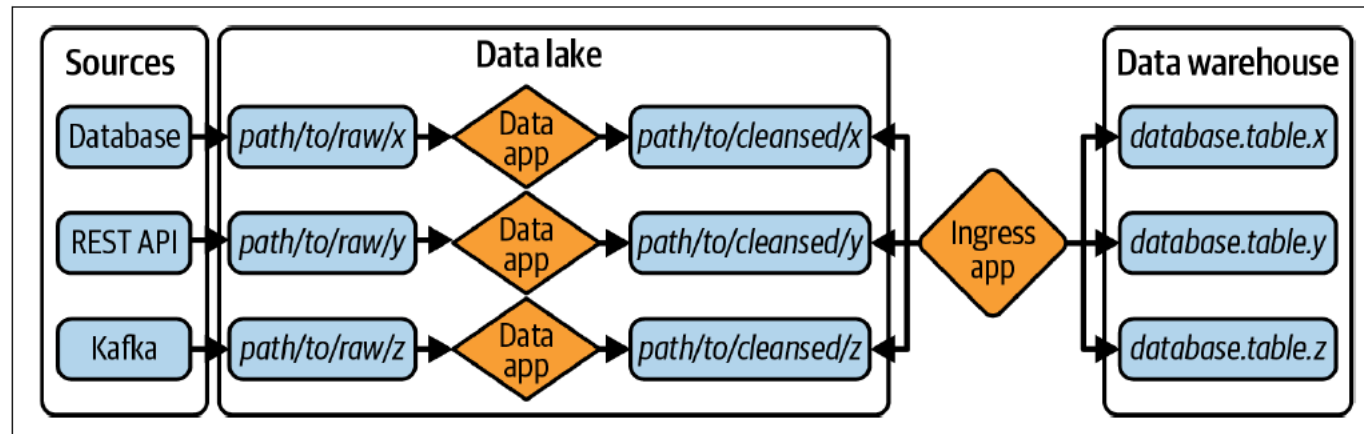 Sources
Data lake
Data warehouse
Database
path/to/raw/x
Data
app
path/to/cleansed/x
database.table.x
REST API
path/to/raw/y
Data
app
path/to/cleansed/y
Ingress
app
database.table.y
Kafka
path/to/raw/z
Data
app
path/to/cleansed/z
database.table.z